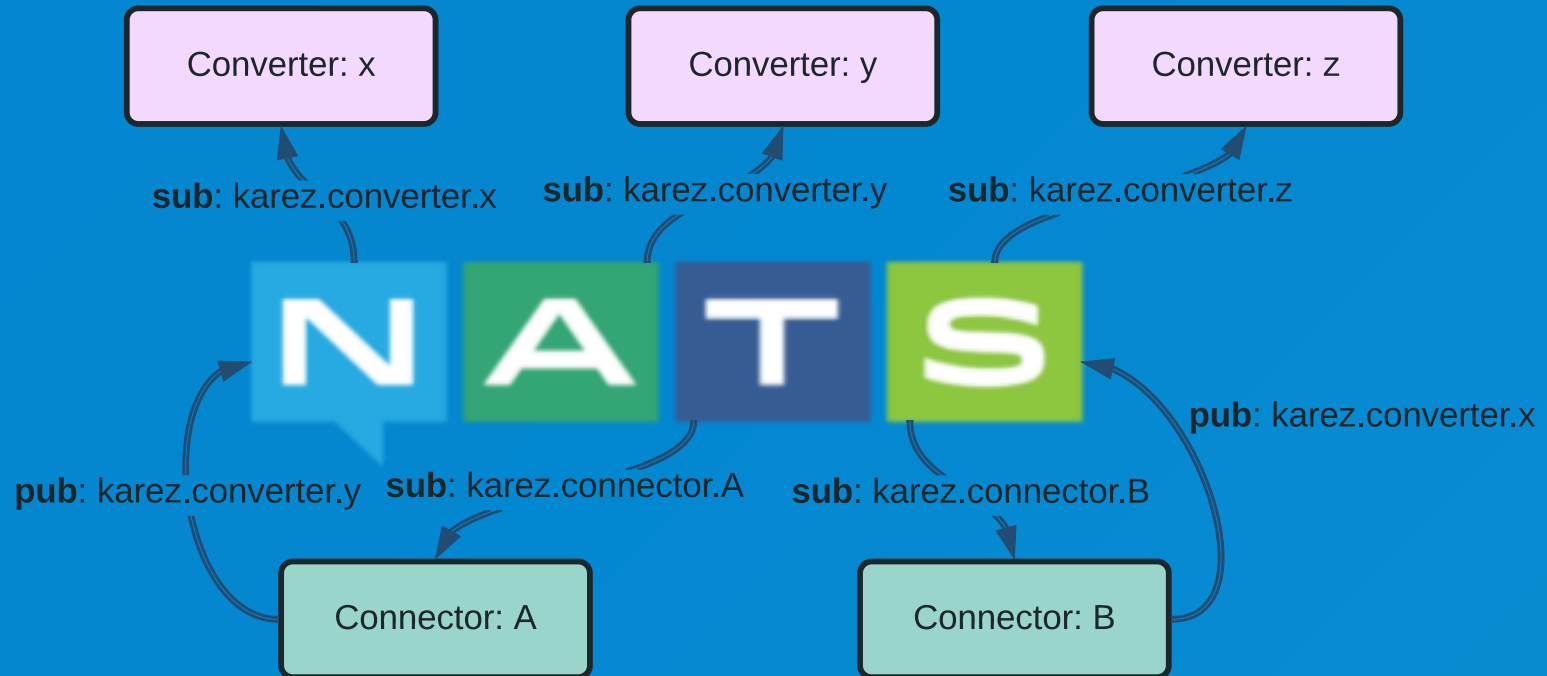 Converter: x
Converter: y
Converter: z
sub: karez.converter.x
sub: karez.converter.y
sub: karez.converter.z
NATS
pub: karez.converter.x
pub: karez.converter.y
sub: karez.connector.A
sub: karez.connector.B
Connector: A
Connector: B